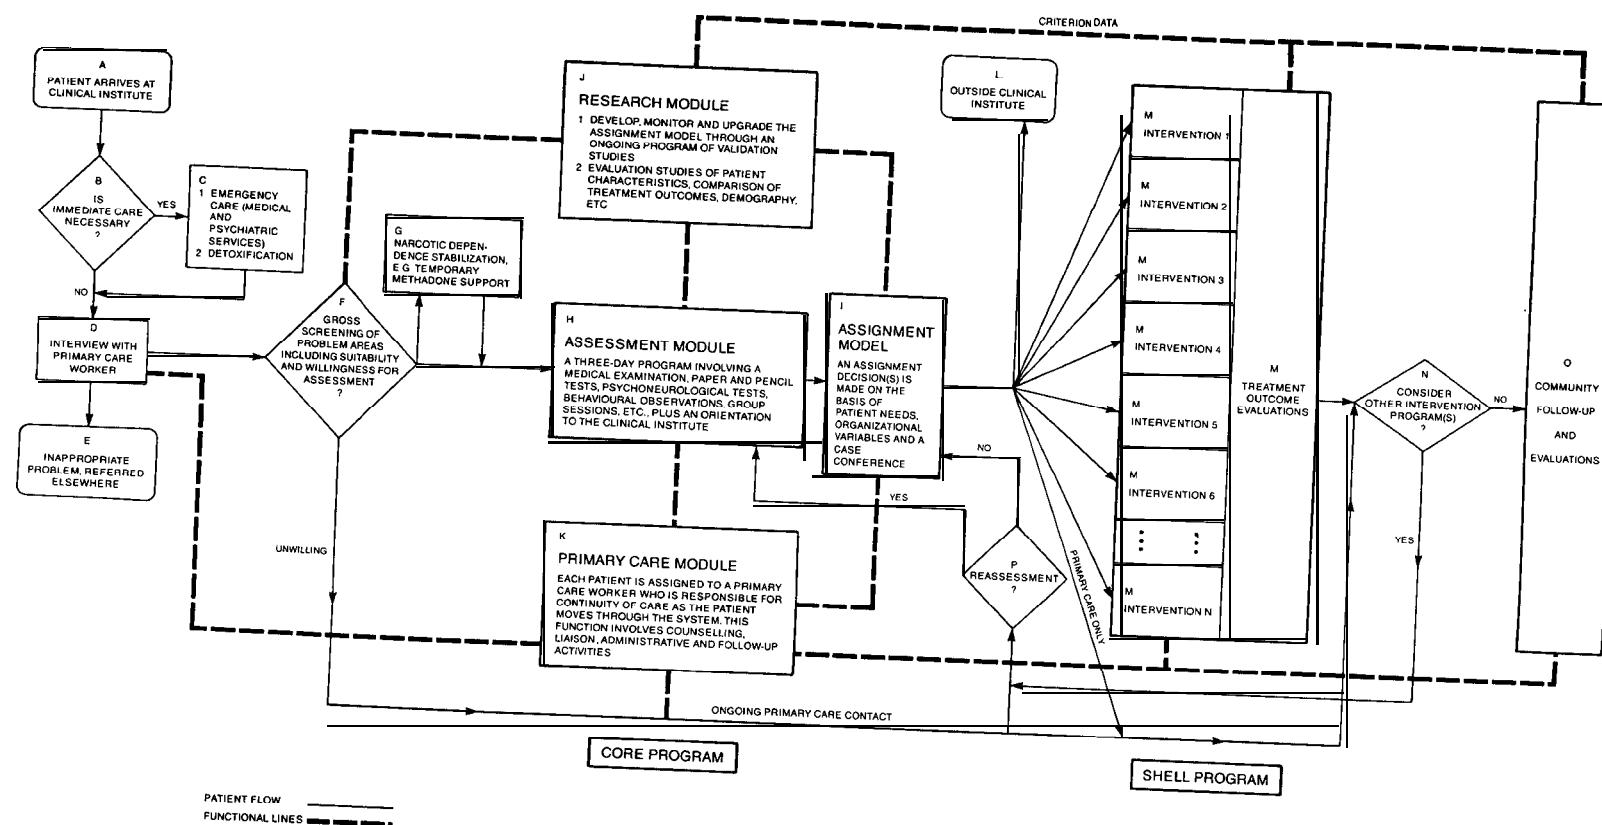 CRITERION DATA
A
PATIENT ARRIVES AT
CLINICAL INSTITUTE
B
IS
IMMEDIATE CARE
NECESSARY
?
YES
NO
C
1 EMERGENCY
CARE (MEDICAL
AND
PSYCHIATRIC
SERVICES)
2 DETOXIFICATION
D
INTERVIEW WITH
PRIMARY CARE
WORKER
E
INAPPROPRIATE
PROBLEM, REFERRED
ELSEWHERE
F
GROSS
SCREENING OF
PROBLEM AREAS
INCLUDING SUITABILITY
AND WILLINGNESS FOR
ASSESSMENT
?
UNWILLING
G
NARCOTIC DEPEN-
DENCE STABILIZATION,
E.G TEMPORARY
METHADONE SUPPORT
J
RESEARCH MODULE
1 DEVELOP, MONITOR AND UPGRADE THE
ASSIGNMENT MODEL THROUGH AN
ONGOING PROGRAM OF VALIDATION
STUDIES
2 EVALUATION STUDIES OF PATIENT
CHARACTERISTICS, COMPARISON OF
TREATMENT OUTCOMES, DEMOGRAPHY,
ETC
H
ASSESSMENT MODULE
A THREE-DAY PROGRAM INVOLVING A
MEDICAL EXAMINATION, PAPER AND PENCIL
TESTS, PSYCHONEUROLOGICAL TESTS,
BEHAVIOURAL OBSERVATIONS, GROUP
SESSIONS, ETC., PLUS AN ORIENTATION
TO THE CLINICAL INSTITUTE
I
ASSIGNMENT
MODEL
AN ASSIGNMENT
DECISION(S) IS
MADE ON THE
BASIS OF
PATIENT NEEDS,
ORGANIZATIONAL
VARIABLES AND A
CASE
CONFERENCE
K
PRIMARY CARE MODULE
EACH PATIENT IS ASSIGNED TO A PRIMARY
CARE WORKER WHO IS RESPONSIBLE FOR
CONTINUITY OF CARE AS THE PATIENT
MOVES THROUGH THE SYSTEM. THIS
FUNCTION INVOLVES COUNSELLING,
LIAISON, ADMINISTRATIVE AND FOLLOW-UP
ACTIVITIES
L
OUTSIDE CLINICAL
INSTITUTE
NO
YES
P
REASSESSMENT
?
PRIMARY CARE ONLY
M
INTERVENTION 1
M
INTERVENTION 2
M
INTERVENTION 3
M
INTERVENTION 4
M
INTERVENTION 5
M
INTERVENTION 6
M
INTERVENTION N
M
TREATMENT
OUTCOME
EVALUATIONS
N
CONSIDER
OTHER INTERVENTION
PROGRAM(S)
?
NO
YES
O
COMMUNITY
FOLLOW-UP
AND
EVALUATIONS
ONGOING PRIMARY CARE CONTACT
CORE PROGRAM
SHELL PROGRAM
PATIENT FLOW
FUNCTIONAL LINES